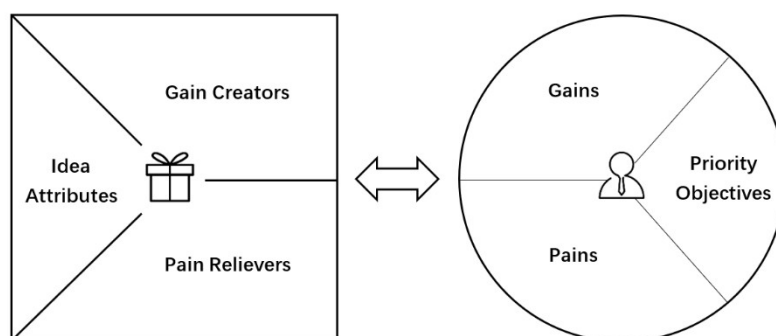 Gain Creators
Idea
Attributes
Pain Relievers
Gains
Priority
Objectives
Pains